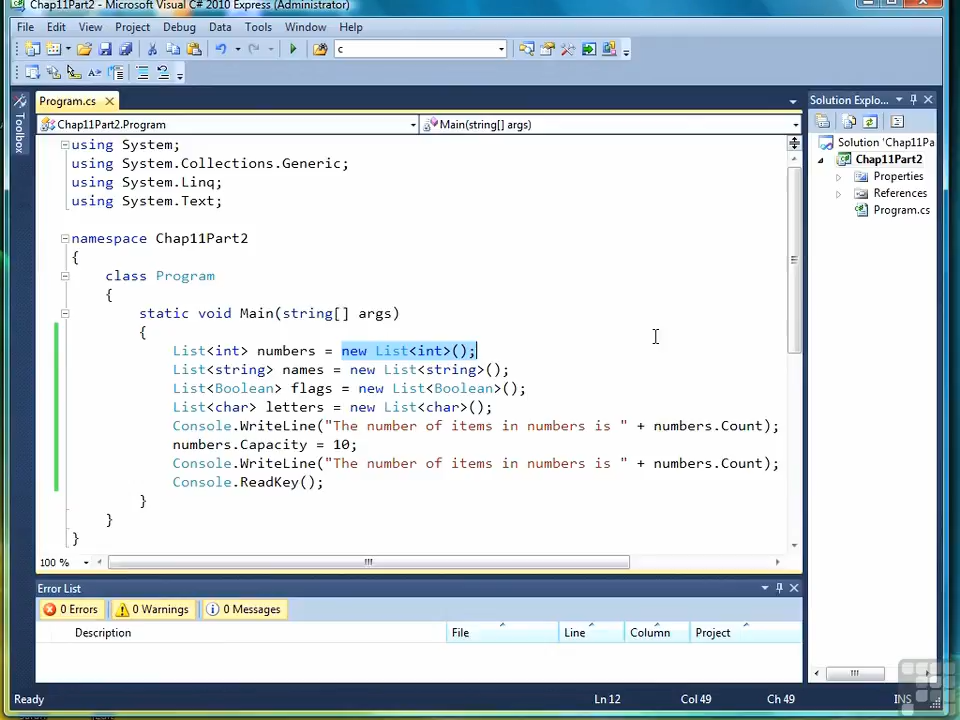 Chap11Part2 - Microsoft Visual C# 2010 Express (Administrator)
File Edit View Project Debug Data Tools Window Help
c
Toolbox
Program.cs
Chap11Part2.Program
Main(string[] args)
using System;
using System.Collections.Generic;
using System.Linq;
using System.Text;
namespace Chap11Part2
{
class Program
{
static void Main(string[] args)
{
List<int> numbers = new List<int>();
List<string> names = new List<string>();
List<Boolean> flags = new List<Boolean>();
List<char> letters = new List<char>();
Console.WriteLine("The number of items in numbers is " + numbers.Count);
numbers.Capacity = 10;
Console.WriteLine("The number of items in numbers is " + numbers.Count);
Console.ReadKey();
}
}
}
100 %
Solution Explo...
Solution 'Chap11Pa
Chap11Part2
Properties
References
Program.cs
Error List
0 Errors 0 Warnings 0 Messages
Description File Line Column Project
Ready Ln 12 Col 49 Ch 49 INS